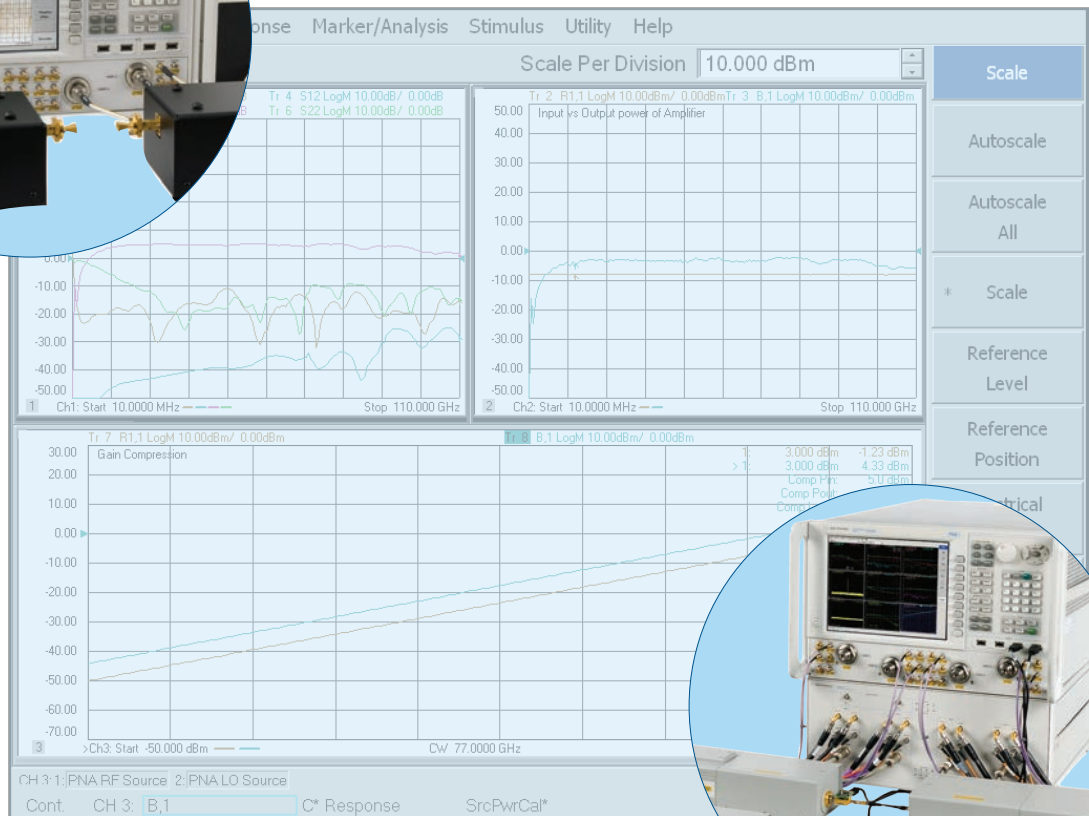 Marker/Analysis Stimulus Utility Help
Scale Per Division 10.000 dBm
Scale
Autoscale
Autoscale
All
* Scale
Reference
Level
Reference
Position
Tr 4 S12 LogM 10.00dB/ 0.00dB
Tr 6 S22 LogM 10.00dB/ 0.00dB
0.00
-10.00
-20.00
-30.00
-40.00
-50.00
1 Ch1: Start 10.0000 MHz Stop 110.000 GHz
Tr 2 R1,1 LogM 10.00dBm/ 0.00dBm Tr 3 B,1 LogM 10.00dBm/ 0.00dBm
50.00 Input vs Output power of Amplifier
40.00
30.00
20.00
10.00
0.00
-10.00
-20.00
-30.00
-40.00
-50.00
2 Ch2: Start 10.0000 MHz Stop 110.000 GHz
Tr 7 R1,1 LogM 10.00dBm/ 0.00dBm Tr 8 B,1 LogM 10.00dBm/ 0.00dBm
30.00 Gain Compression
1: 3.000 dBm -1.23 dBm
> 1: 3.000 dBm 4.33 dBm
Comp Pin: 5.0 dBm
Comp Pout:
20.00
10.00
0.00
-10.00
-20.00
-30.00
-40.00
-50.00
-60.00
-70.00
3 >Ch3: Start -50.000 dBm CW 77.0000 GHz
CH 3: 1: PNA RF Source 2: PNA LO Source
Cont. CH 3: B,1 C* Response SrcPwrCal*